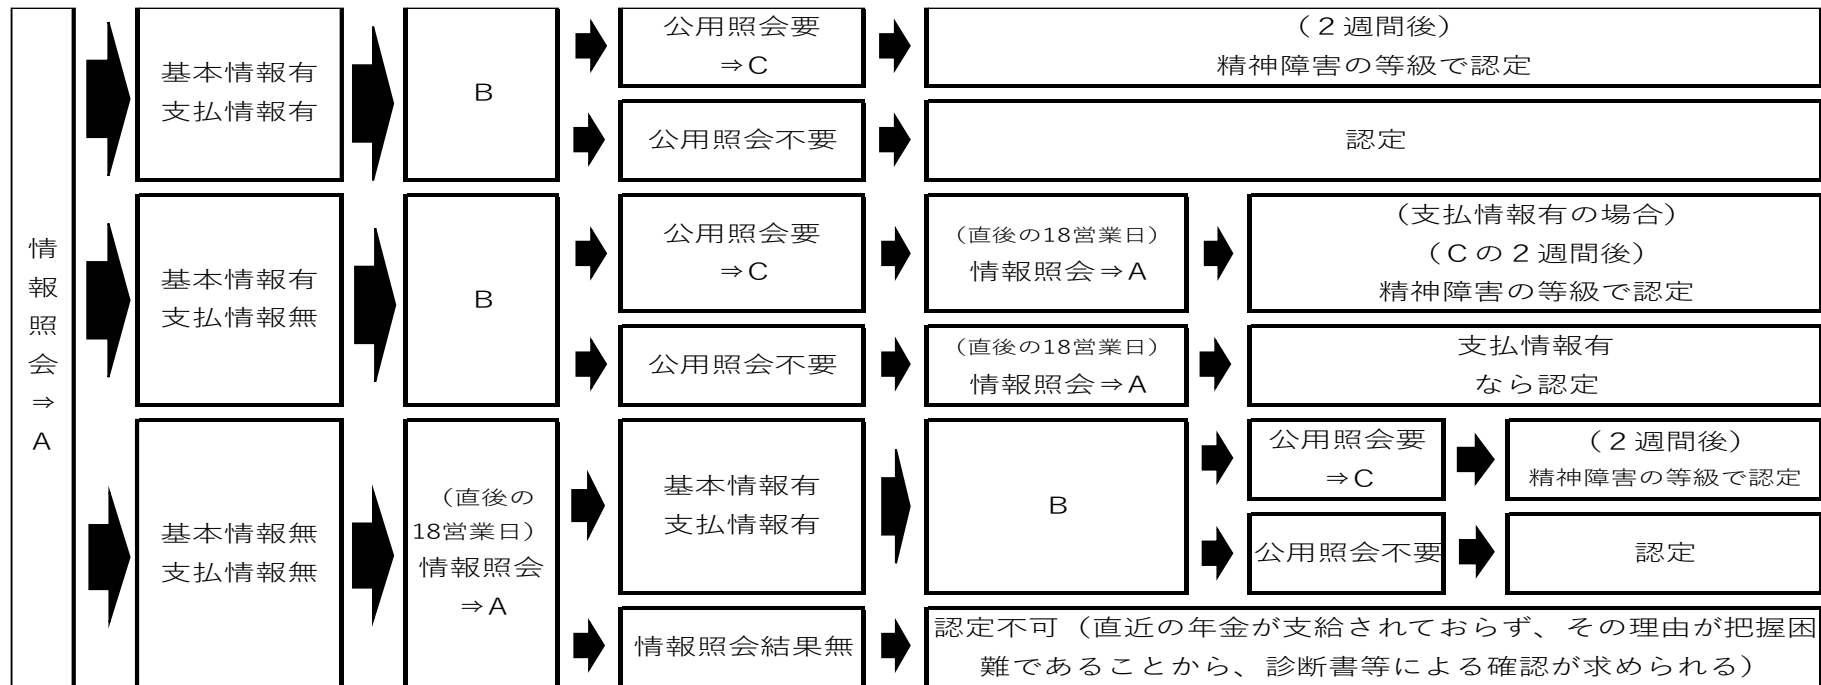 情
報
照
会
⇒
A
基本情報有
支払情報有
B
公用照会要
⇒C
（２週間後）
精神障害の等級で認定
公用照会不要
認定
基本情報有
支払情報無
B
公用照会要
⇒C
（直後の18営業日）
情報照会⇒A
（支払情報有の場合）
（Cの２週間後）
精神障害の等級で認定
公用照会不要
（直後の18営業日）
情報照会⇒A
支払情報有
なら認定
基本情報無
支払情報無
（直後の
18営業日）
情報照会
⇒A
基本情報有
支払情報有
B
公用照会要
⇒C
（２週間後）
精神障害の等級で認定
公用照会不要
認定
情報照会結果無
認定不可（直近の年金が支給されておらず、その理由が把握困
難であることから、診断書等による確認が求められる）